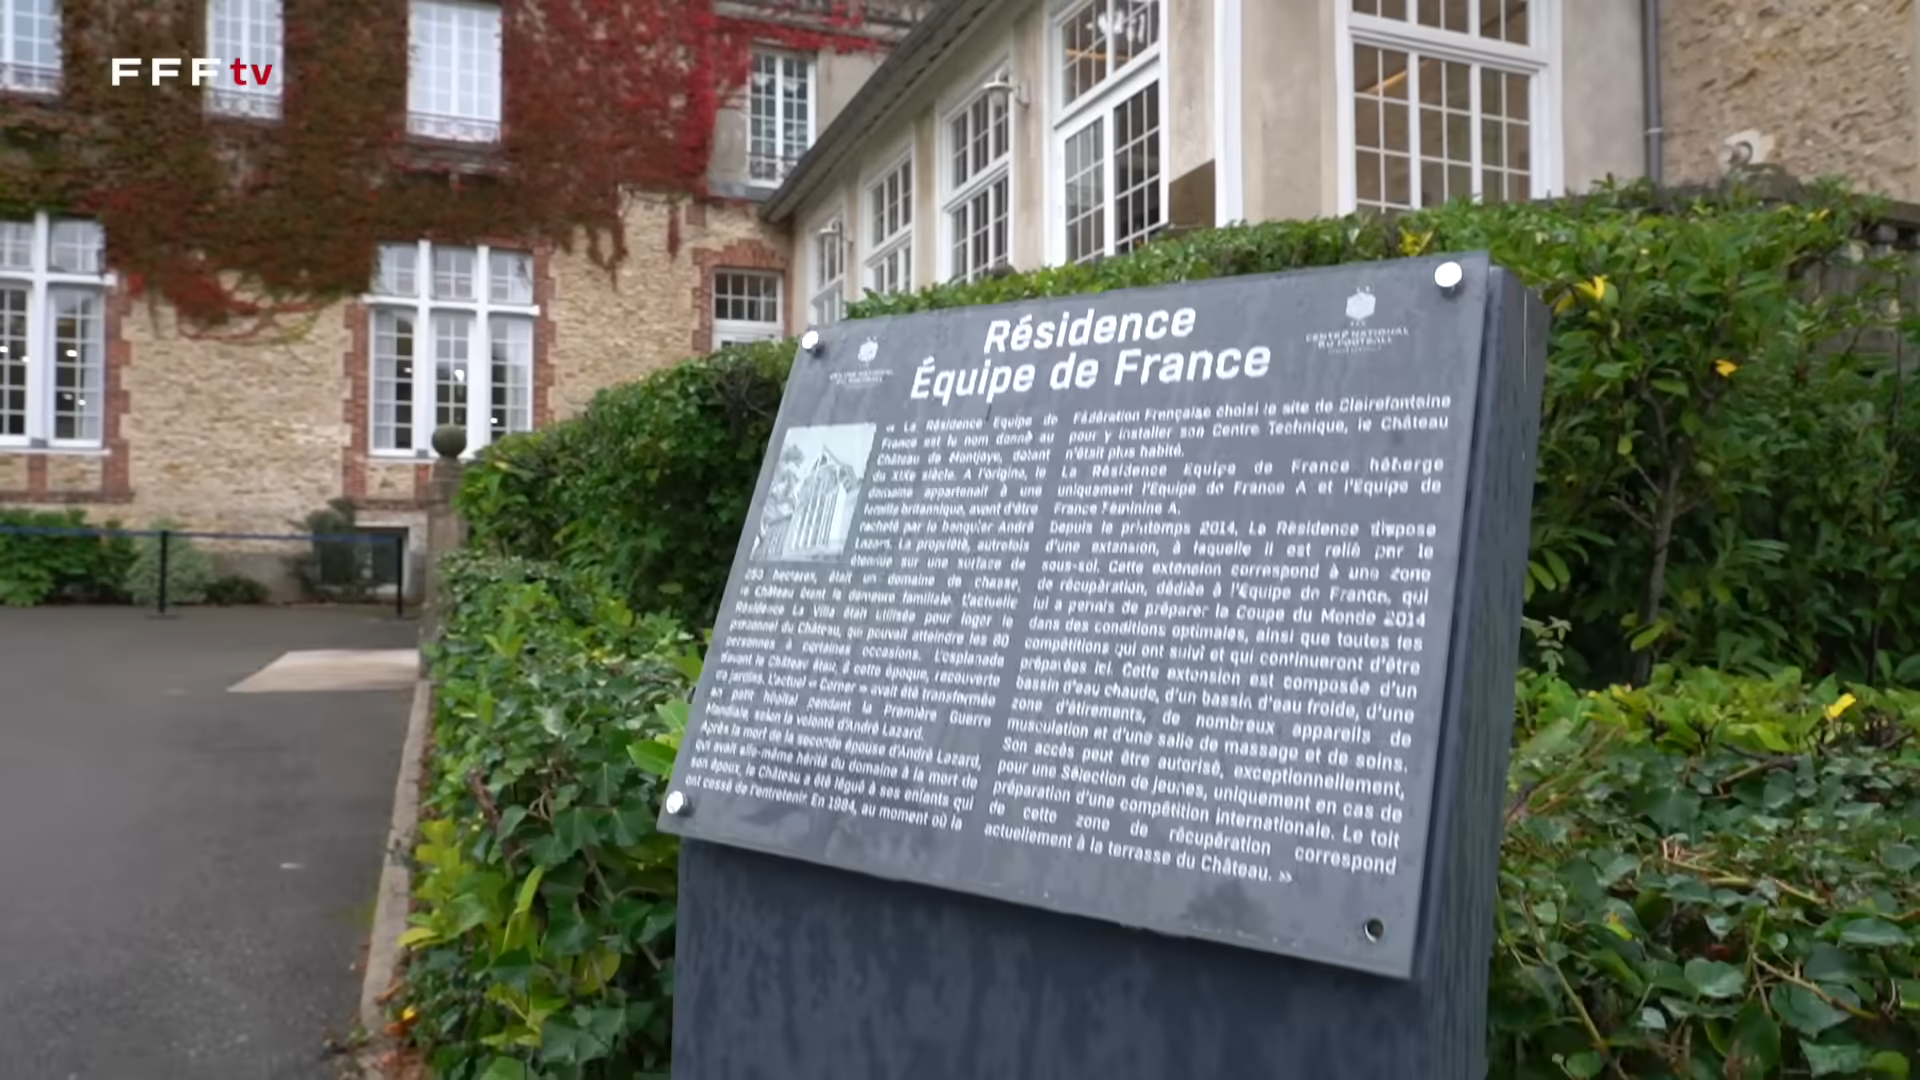 FFFtv
Résidence
Équipe de France
CENTRE NATIONAL
DU FOOTBALL
CENTRE NATIONAL
DU FOOTBALL
« La Résidence Equipe de
France est le nom donné au
Château de Montjoye, datant
du XIXe siècle. A l'origine, le
domaine appartenait à une
famille britannique, avant d'être
racheté par le banquier André
Lazard. La propriété, autrefois
étendue sur une surface de
hectares, était un domaine de chasse,
le Château étant la demeure familiale. L'actuelle
Résidence La Villa était utilisée pour loger le
personnel du Château, qui pouvait atteindre les 80
personnes à certaines occasions. L'esplanade
devant le Château était, à cette époque, recouverte
de jardins. L'actuel « Corner » avait été transformée
en petit hôpital pendant la Première Guerre
Mondiale, selon la volonté d'André Lazard.
Après la mort de la seconde épouse d'André Lazard,
qui avait elle-même hérité du domaine à la mort de
son époux, le Château a été légué à ses enfants qui
ont cessé de l'entretenir. En 1984, au moment où la
Fédération Française choisi le site de Clairefontaine
pour y installer son Centre Technique, le Château
n'était plus habité.
La Résidence Equipe de France héberge
uniquement l'Equipe de France A et l'Equipe de
France Féminine A.
Depuis le printemps 2014, La Résidence dispose
d'une extension, à laquelle il est relié par le
sous-sol. Cette extension correspond à une zone
de récupération, dédiée à l'Equipe de France, qui
lui a permis de préparer la Coupe du Monde 2014
dans des conditions optimales, ainsi que toutes les
compétitions qui ont suivi et qui continueront d'être
préparées ici. Cette extension est composée d'un
bassin d'eau chaude, d'un bassin d'eau froide, d'une
zone d'étirements, de nombreux appareils de
musculation et d'une salle de massage et de soins.
Son accès peut être autorisé, exceptionnellement,
pour une Sélection de jeunes, uniquement en cas de
préparation d'une compétition internationale. Le toit
de cette zone de récupération correspond
actuellement à la terrasse du Château. »